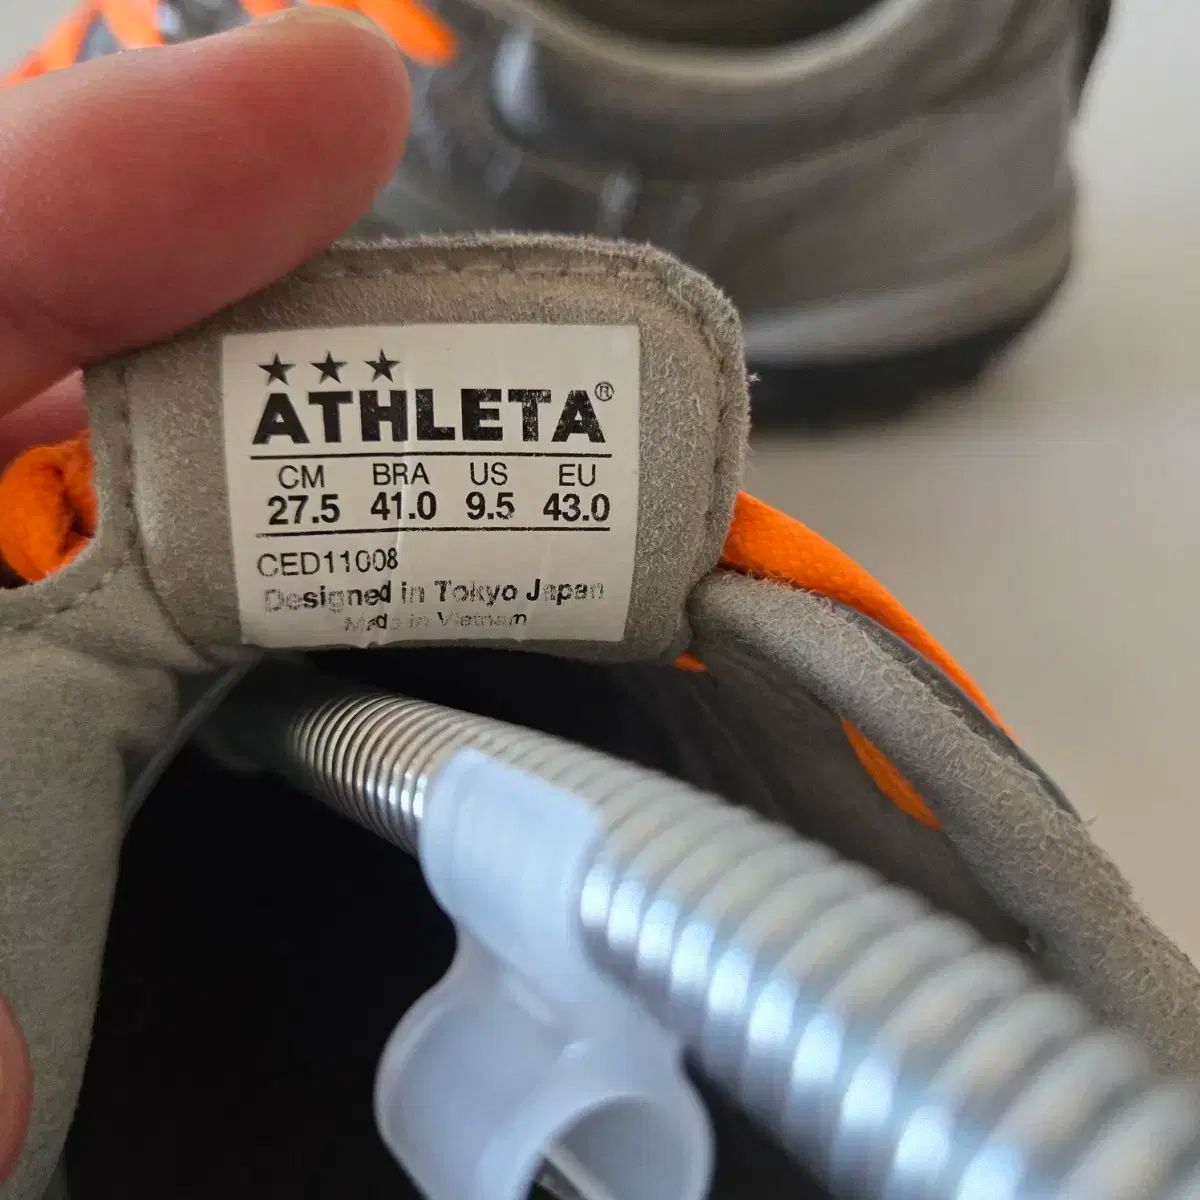 ★★★
ATHLETA®
CM BRA US EU
27.5 41.0 9.5 43.0
CED11008
Designed in Tokyo Japan
Made in Vietnam